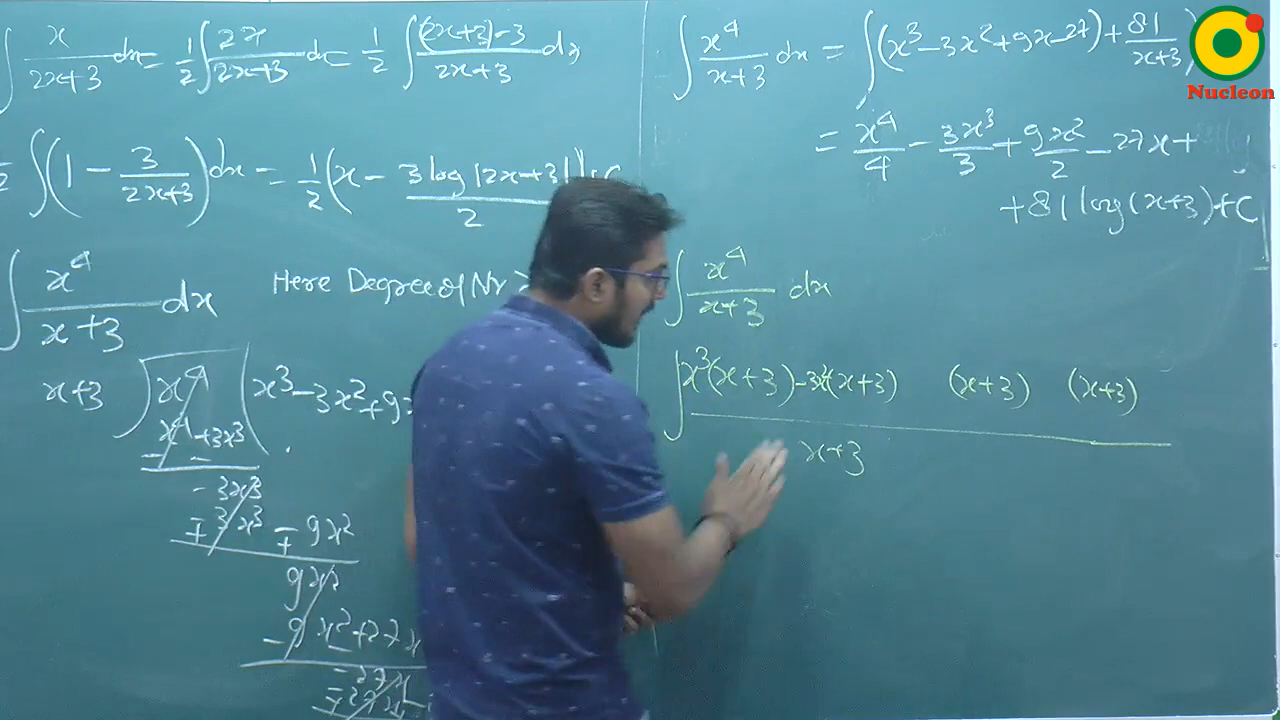 ∫ x/(2x+3) dx = 1/2 ∫ 2x/(2x+3) dx = 1/2 ∫ ((2x+3)-3)/(2x+3) dx
∫(1 - 3/(2x+3))dx = 1/2(x - 3 log|2x+3|/2)+C
∫ x⁴/(x+3) dx Here Degree of Nr >
x+3 ) x⁴ ( x³-3x²+9x
x⁴+3x³
- -
-3x³
∓3x³ ∓9x²
9x²
-9x²+27x
-
-27x
∓27x
∫ x⁴/(x+3) dx = ∫(x³-3x²+9x-27)+81/(x+3))
= x⁴/4 - 3x³/3 + 9x²/2 - 27x+
+81 log(x+3)+C
∫ x⁴/(x+3) dx
∫ x³(x+3)-3x²(x+3) (x+3) (x+3)
x+3
Nucleon